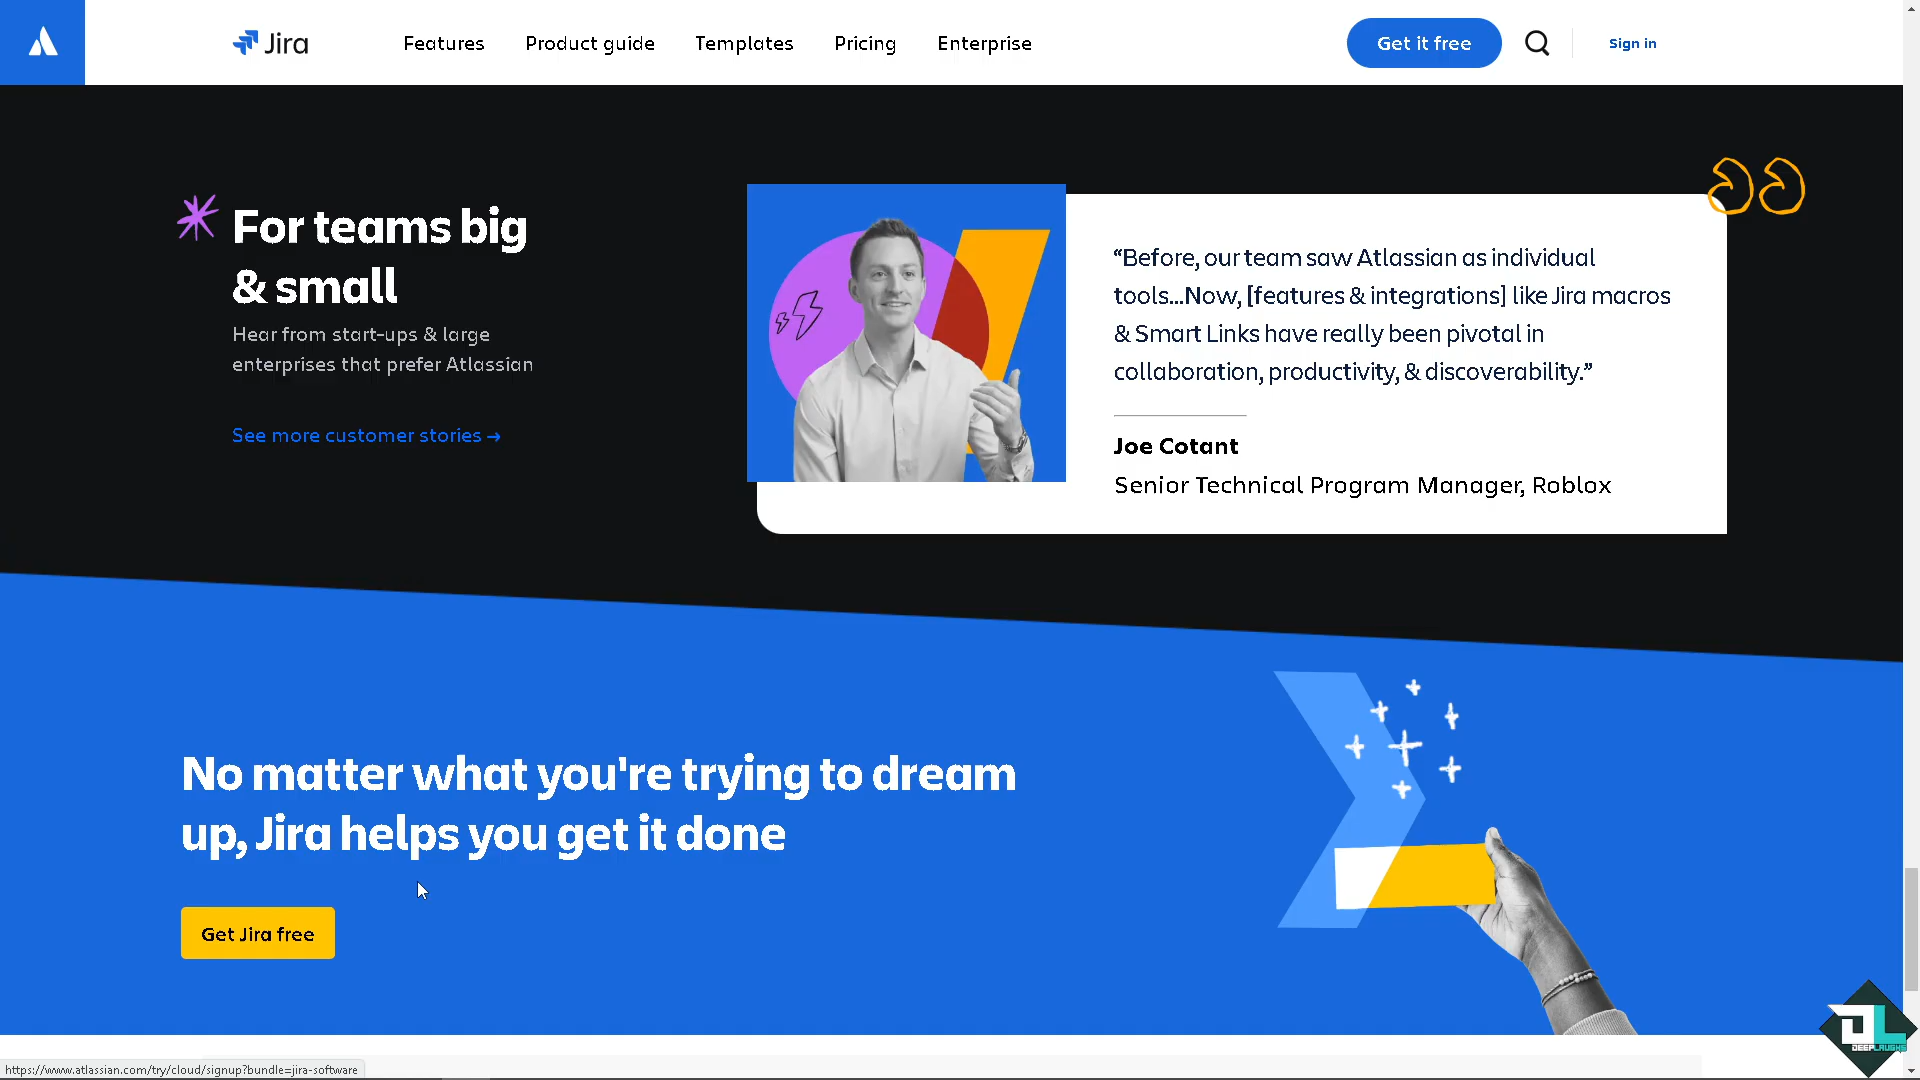 Jira
Features
Product guide
Templates
Pricing
Enterprise
Get it free
Sign in
For teams big
& small
Hear from start-ups & large
enterprises that prefer Atlassian
See more customer stories →
“Before, our team saw Atlassian as individual
tools...Now, [features & integrations] like Jira macros
& Smart Links have really been pivotal in
collaboration, productivity, & discoverability.”
Joe Cotant
Senior Technical Program Manager, Roblox
No matter what you're trying to dream
up, Jira helps you get it done
Get Jira free
https://www.atlassian.com/try/cloud/signup?bundle=jira-software
DL
DEEPLAUGHS